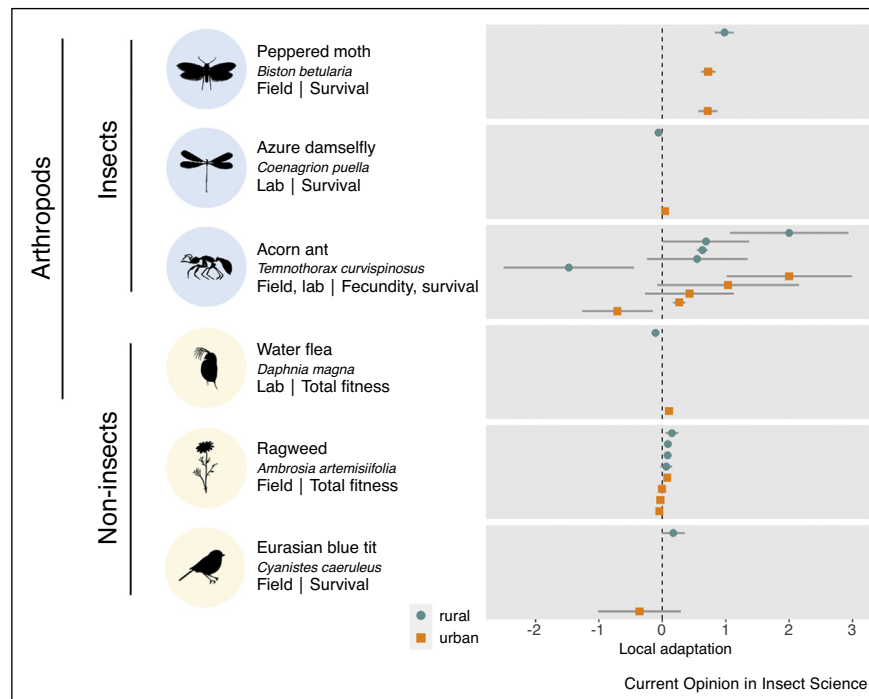 Arthropods
Insects
Non-insects
Peppered moth
Biston betularia
Field | Survival
Azure damselfly
Coenagrion puella
Lab | Survival
Acorn ant
Temnothorax curvispinosus
Field, lab | Fecundity, survival
Water flea
Daphnia magna
Lab | Total fitness
Ragweed
Ambrosia artemisiifolia
Field | Total fitness
Eurasian blue tit
Cyanistes caeruleus
Field | Survival
rural
urban
-2 -1 0 1 2 3
Local adaptation
Current Opinion in Insect Science